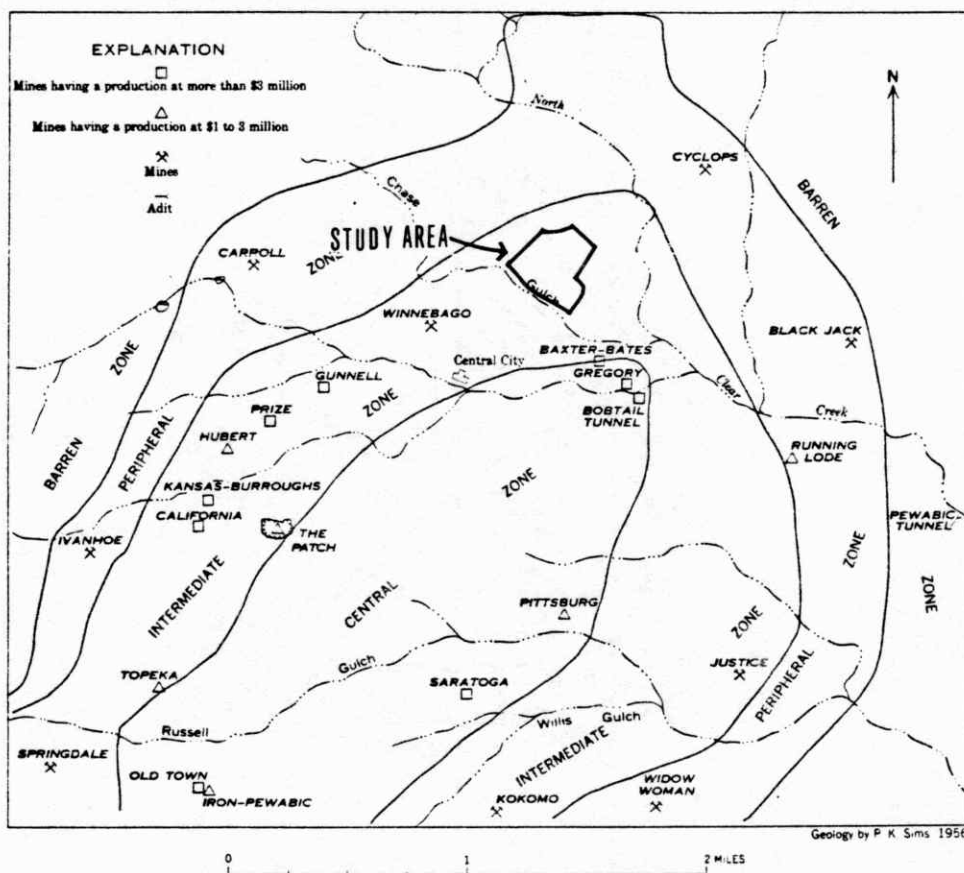 EXPLANATION
Mines having a production at more than $3 million
Mines having a production at $1 to 3 million
Mines
Adit
N
North
CYCLOPS
BARREN
Chase
STUDY AREA
CARROLL
ZONE
Gulch
WINNEBAGO
BLACK JACK
ZONE
Central City
BAXTER-BATES
GUNNELL
GREGORY
Clear
ZONE
PRIZE
BOBTAIL
TUNNEL
Creek
HUBERT
PERIPHERAL
BARREN
RUNNING
LODE
KANSAS-BURROUGHS
ZONE
CALIFORNIA
PEWABIC
TUNNEL
IVANHOE
THE
PATCH
ZONE
ZONE
INTERMEDIATE
CENTRAL
PITTSBURG
ZONE
TOPEKA
Gulch
JUSTICE
SARATOGA
PERIPHERAL
Russell
Willis Gulch
SPRINGDALE
INTERMEDIATE
OLD TOWN
IRON-PEWABIC
KOKOMO
WIDOW
WOMAN
Geology by P K Sims 1956
0 1 2 MILES